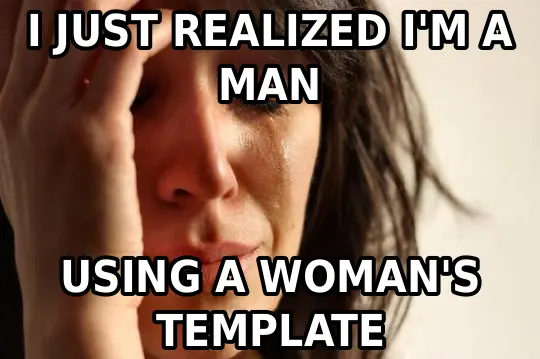 I JUST REALIZED I'M A
MAN
USING A WOMAN'S
TEMPLATE